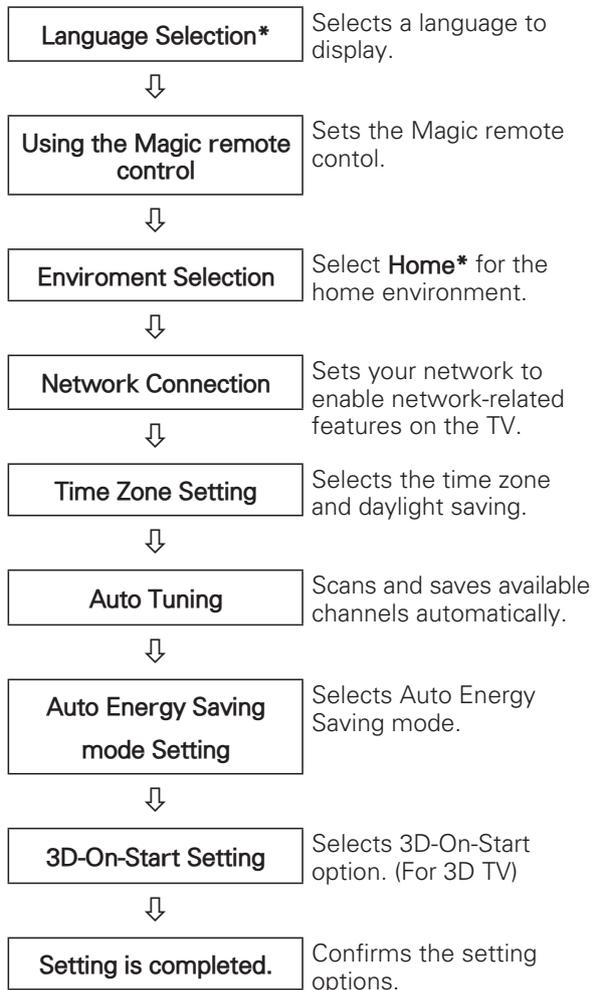 Language Selection*
Selects a language to
display.
⇩
Using the Magic remote
control
Sets the Magic remote
contol.
⇩
Enviroment Selection
Select Home* for the
home environment.
⇩
Network Connection
Sets your network to
enable network-related
features on the TV.
⇩
Time Zone Setting
Selects the time zone
and daylight saving.
⇩
Auto Tuning
Scans and saves available
channels automatically.
⇩
Auto Energy Saving
mode Setting
Selects Auto Energy
Saving mode.
⇩
3D-On-Start Setting
Selects 3D-On-Start
option. (For 3D TV)
⇩
Setting is completed.
Confirms the setting
options.